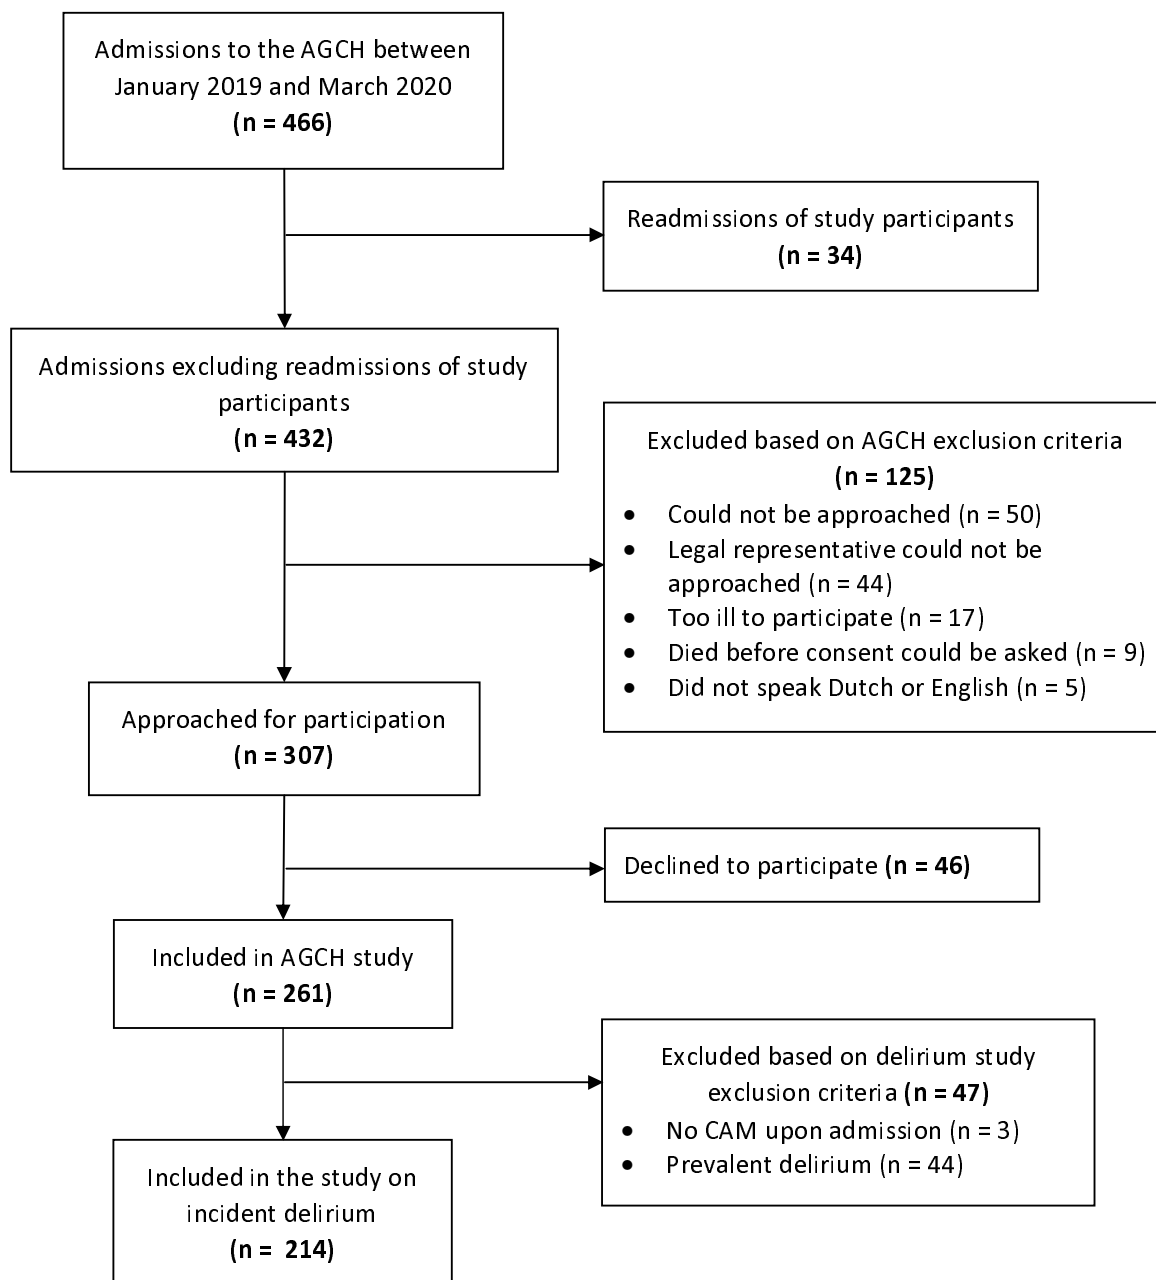 Admissions to the AGCH between
January 2019 and March 2020
(n = 466)
Readmissions of study participants
(n = 34)
Admissions excluding readmissions of study
participants
(n = 432)
Excluded based on AGCH exclusion criteria
(n = 125)
• Could not be approached (n = 50)
• Legal representative could not be
approached (n = 44)
• Too ill to participate (n = 17)
• Died before consent could be asked (n = 9)
• Did not speak Dutch or English (n = 5)
Approached for participation
(n = 307)
Declined to participate (n = 46)
Included in AGCH study
(n = 261)
Excluded based on delirium study
exclusion criteria (n = 47)
• No CAM upon admission (n = 3)
• Prevalent delirium (n = 44)
Included in the study on
incident delirium
(n =  214)